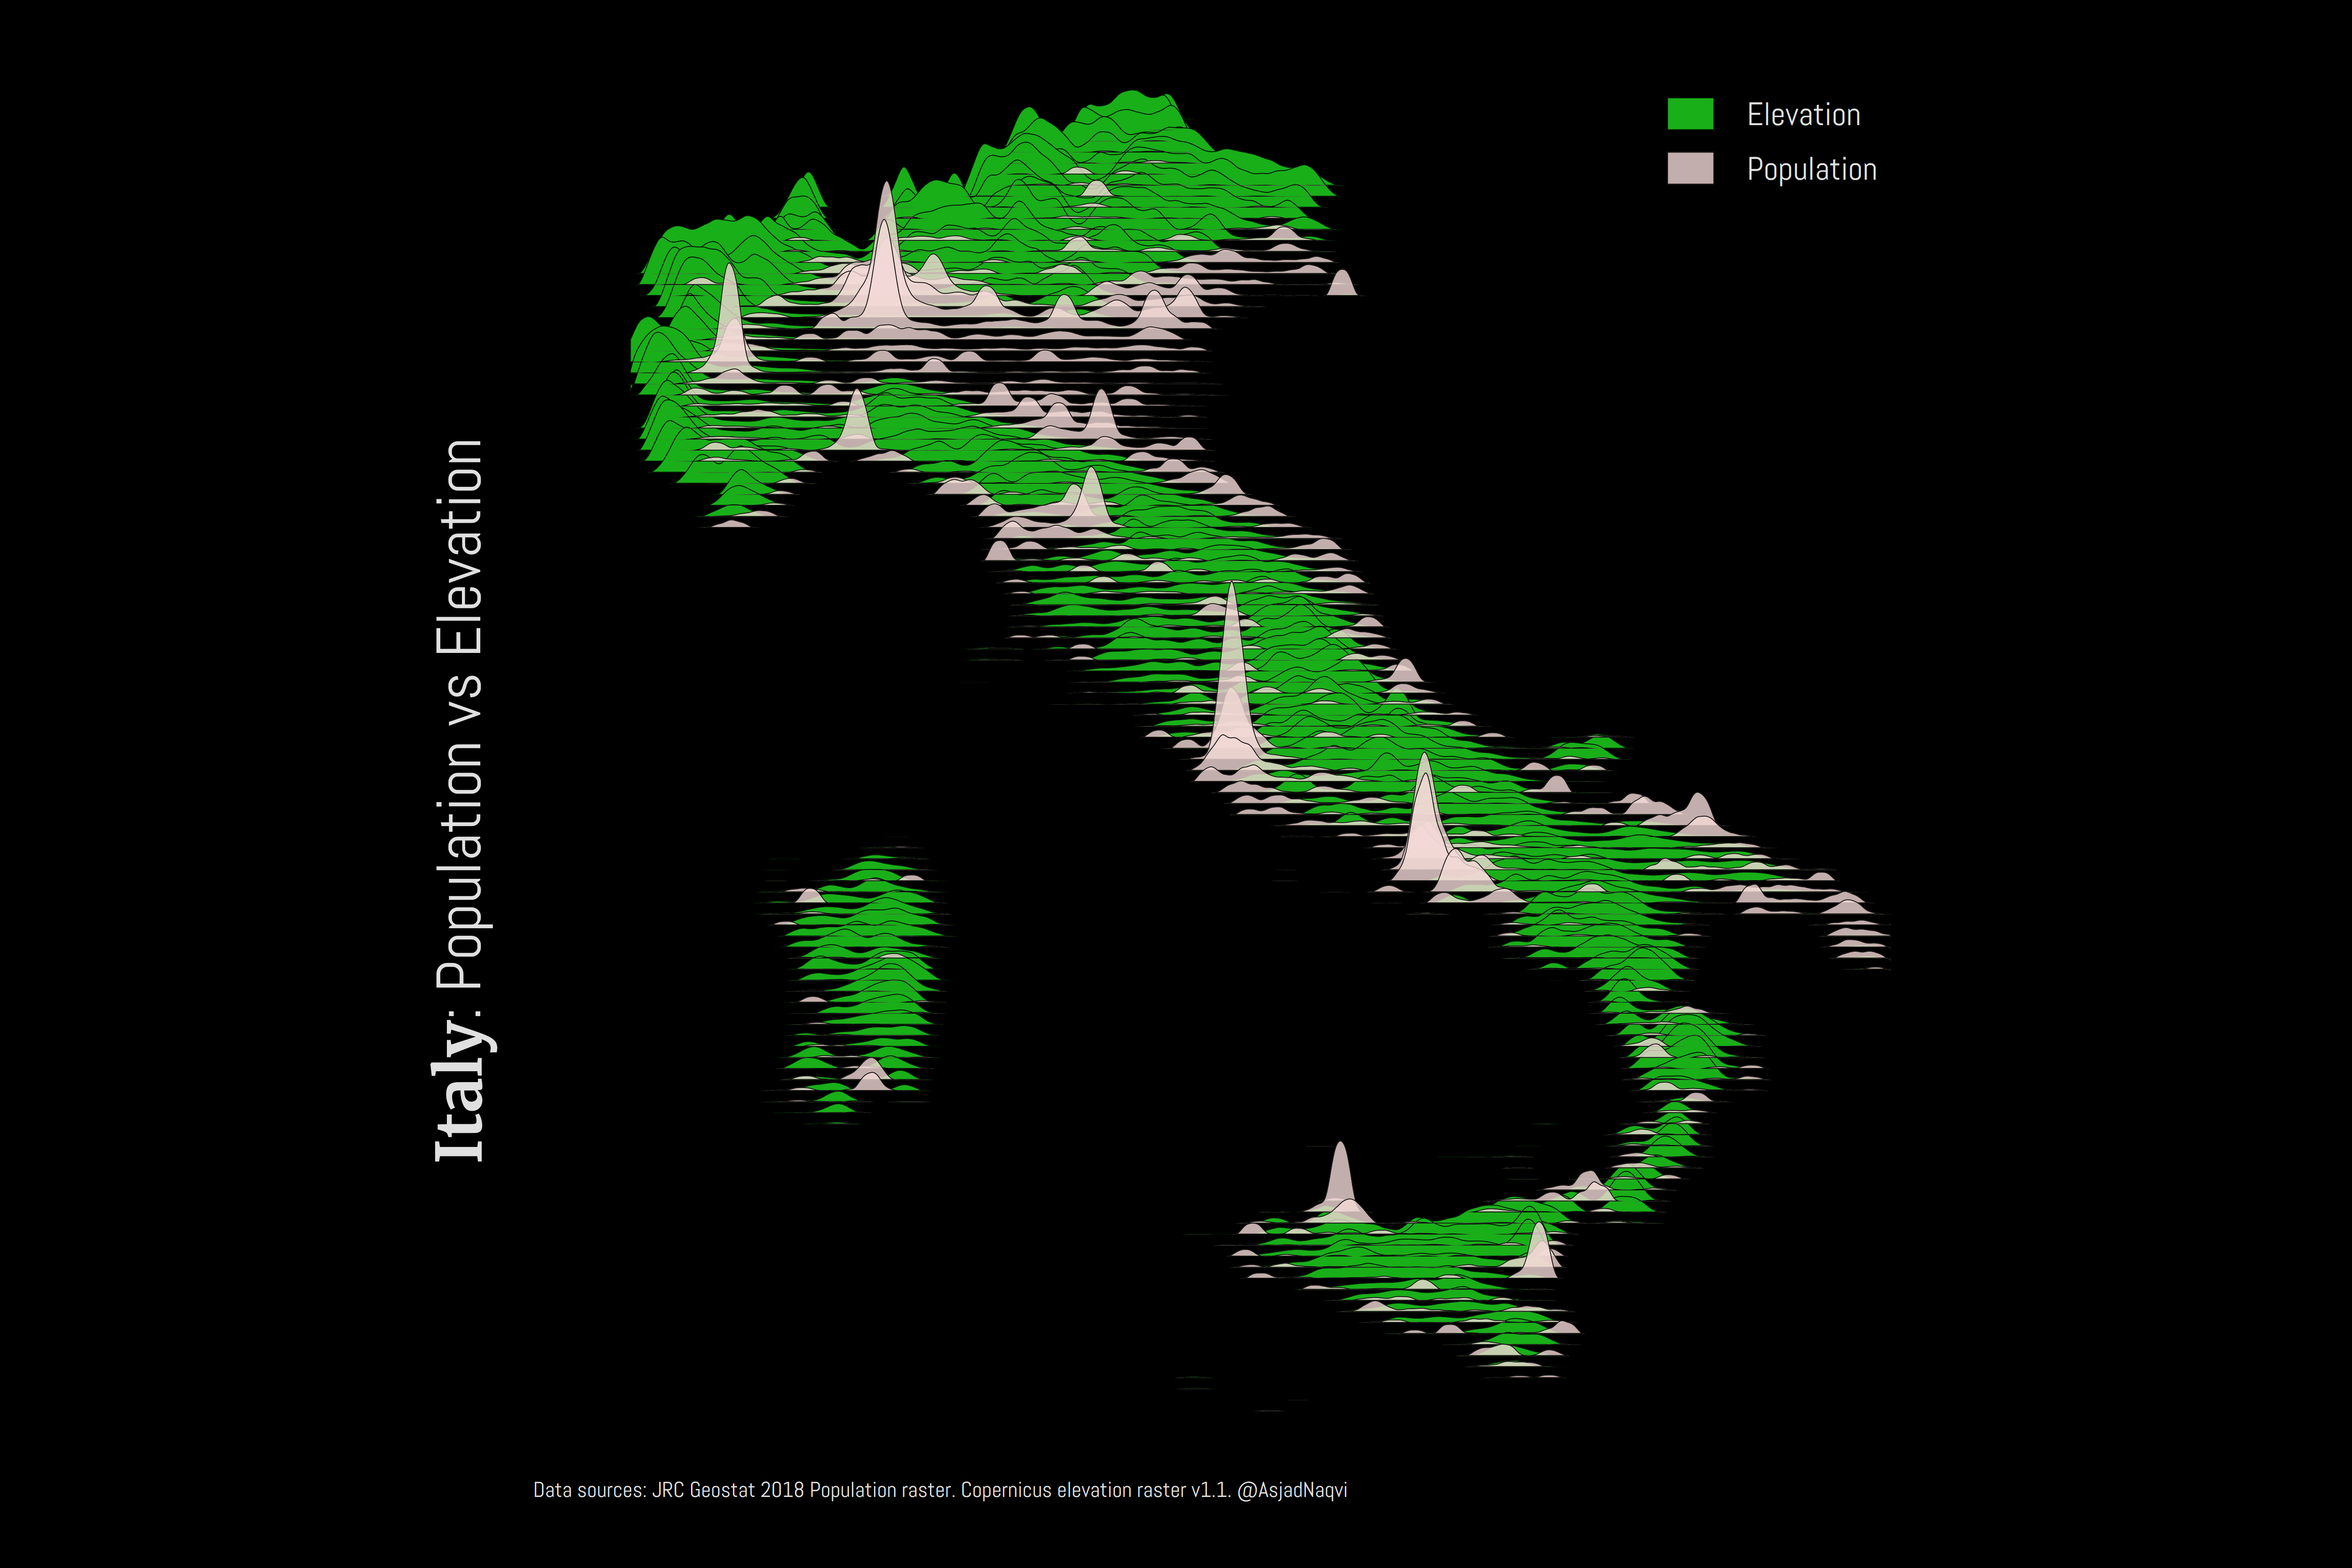 Italy: Population vs Elevation
Elevation
Population
Data sources: JRC Geostat 2018 Population raster. Copernicus elevation raster v1.1. @AsjadNaqvi